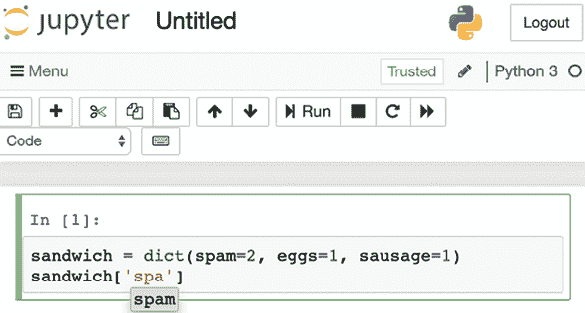 jupyter Untitled
Logout
Menu
Trusted
Python 3
Run
Code
In [1]:
sandwich = dict(spam=2, eggs=1, sausage=1)
sandwich['spa']
spam